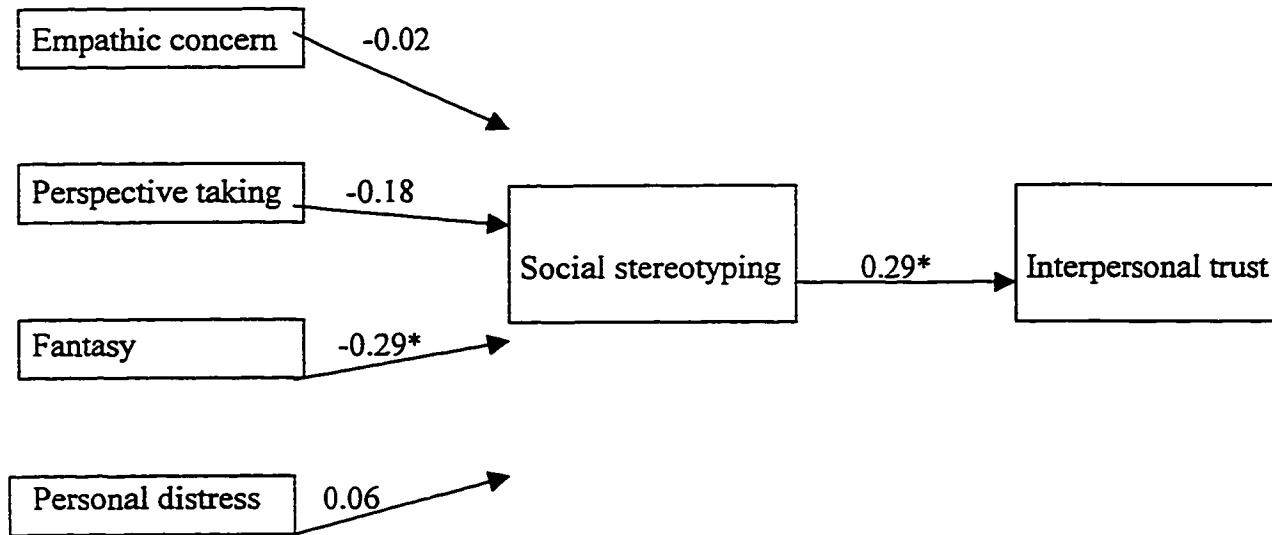 Empathic concern
-0.02
Perspective taking
-0.18
Social stereotyping
0.29*
Interpersonal trust
Fantasy
-0.29*
Personal distress
0.06